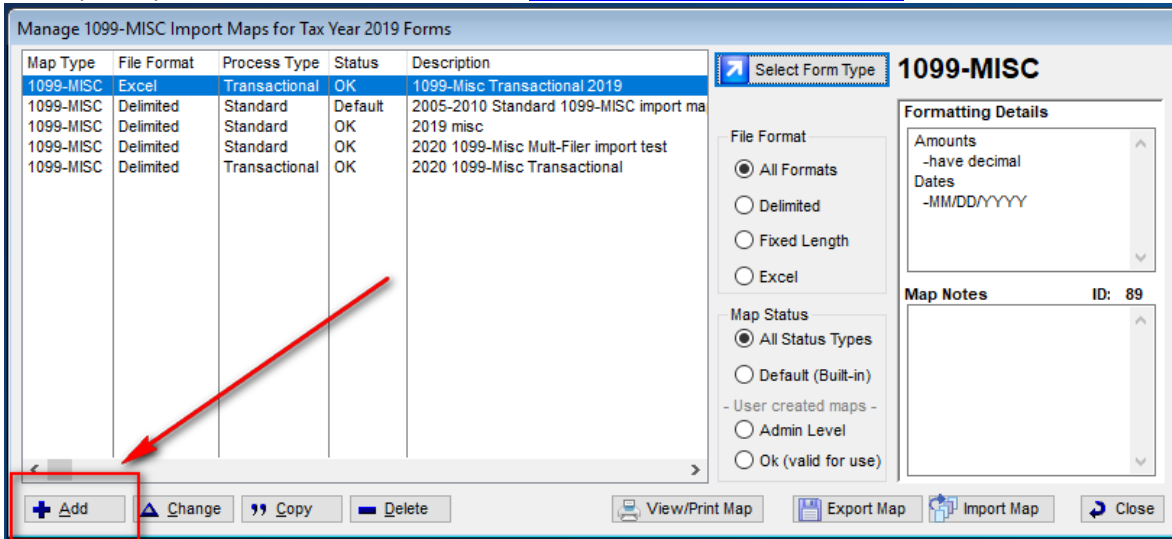 Manage 1099-MISC Import Maps for Tax Year 2019 Forms
Map Type File Format Process Type Status Description
1099-MISC Excel Transactional OK 1099-Misc Transactional 2019
1099-MISC Delimited Standard Default 2005-2010 Standard 1099-MISC import ma
1099-MISC Delimited Standard OK 2019 misc
1099-MISC Delimited Standard OK 2020 1099-Misc Mult-Filer import test
1099-MISC Delimited Transactional OK 2020 1099-Misc Transactional
Select Form Type
1099-MISC
File Format
All Formats
Delimited
Fixed Length
Excel
Map Status
All Status Types
Default (Built-in)
- User created maps -
Admin Level
Ok (valid for use)
Formatting Details
Amounts
-have decimal
Dates
-MM/DD/YYYY
Map Notes ID: 89
Add Change Copy Delete View/Print Map Export Map Import Map Close